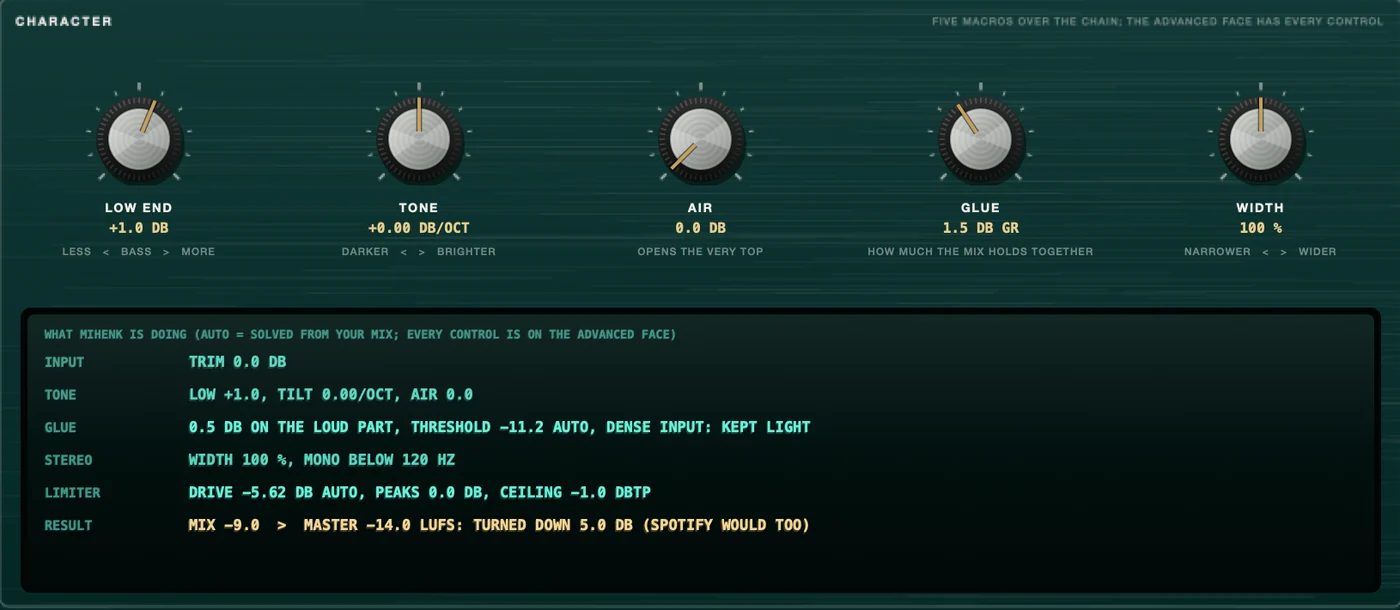 CHARACTER
FIVE MACROS OVER THE CHAIN; THE ADVANCED FACE HAS EVERY CONTROL
LOW END
+1.0 DB
LESS < BASS > MORE
TONE
+0.00 DB/OCT
DARKER < > BRIGHTER
AIR
0.0 DB
OPENS THE VERY TOP
GLUE
1.5 DB GR
HOW MUCH THE MIX HOLDS TOGETHER
WIDTH
100 %
NARROWER < > WIDER
WHAT MIHENK IS DOING (AUTO = SOLVED FROM YOUR MIX; EVERY CONTROL IS ON THE ADVANCED FACE)
INPUT TRIM 0.0 DB
TONE LOW +1.0, TILT 0.00/OCT, AIR 0.0
GLUE 0.5 DB ON THE LOUD PART, THRESHOLD −11.2 AUTO, DENSE INPUT: KEPT LIGHT
STEREO WIDTH 100 %, MONO BELOW 120 HZ
LIMITER DRIVE −5.62 DB AUTO, PEAKS 0.0 DB, CEILING −1.0 DBTP
RESULT MIX −9.0 > MASTER −14.0 LUFS: TURNED DOWN 5.0 DB (SPOTIFY WOULD TOO)